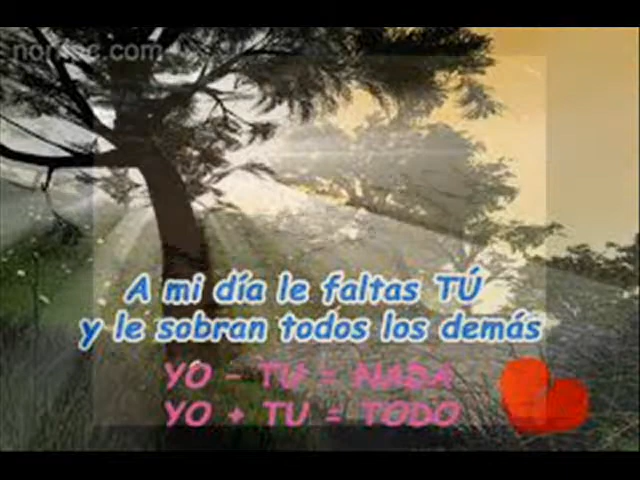 A mi día le faltas TÚ
y le sobran todos los demás
YO - TU = NADA
YO + TU = TODO